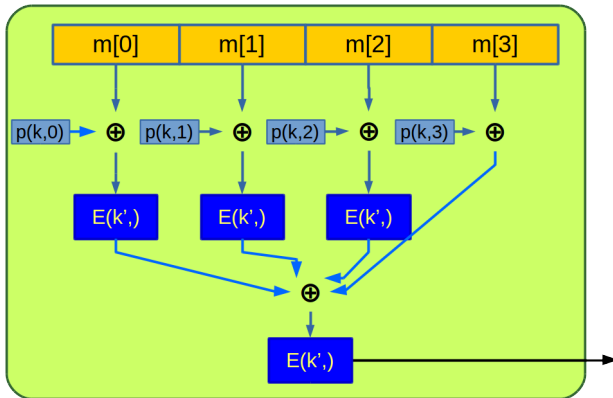 m[0] m[1] m[2] m[3]
p(k,0) ⊕ p(k,1) ⊕ p(k,2) ⊕ p(k,3) ⊕
E(k’,) E(k’,) E(k’,)
⊕
E(k’,)